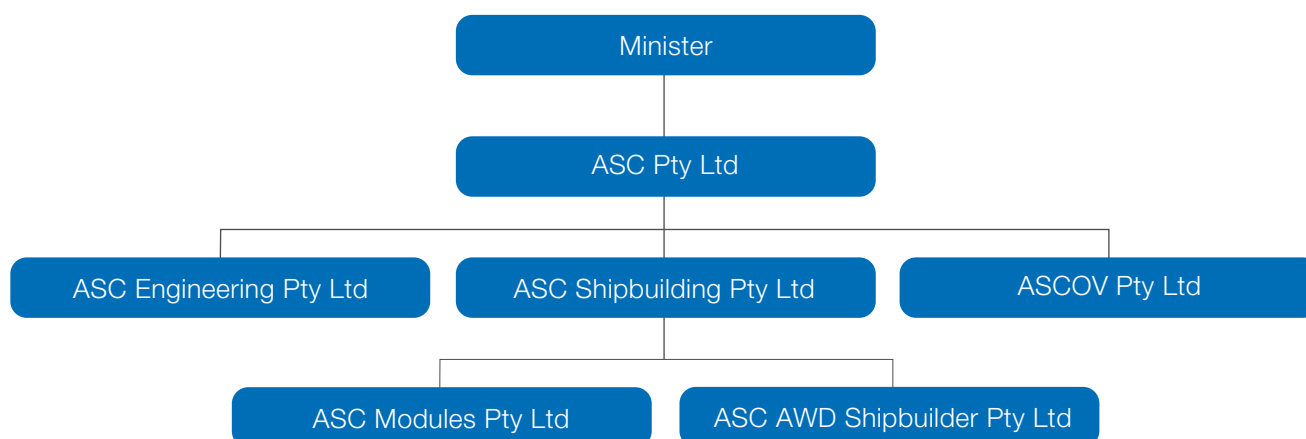 Minister
ASC Pty Ltd
ASC Engineering Pty Ltd
ASC Shipbuilding Pty Ltd
ASCOV Pty Ltd
ASC Modules Pty Ltd
ASC AWD Shipbuilder Pty Ltd